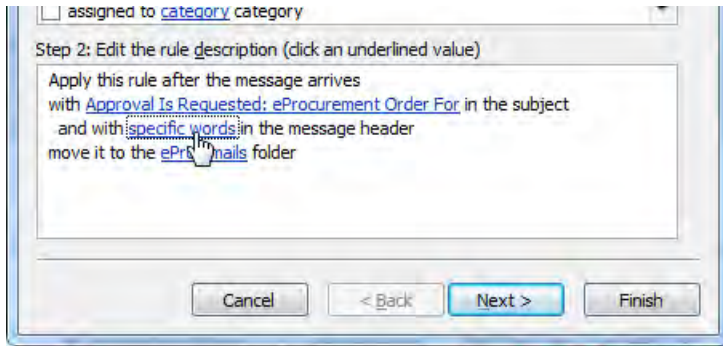 assigned to category category
Step 2: Edit the rule description (click an underlined value)
Apply this rule after the message arrives
with Approval Is Requested: eProcurement Order For in the subject
and with specific words in the message header
move it to the folder
Cancel
< Back
Next >
Finish